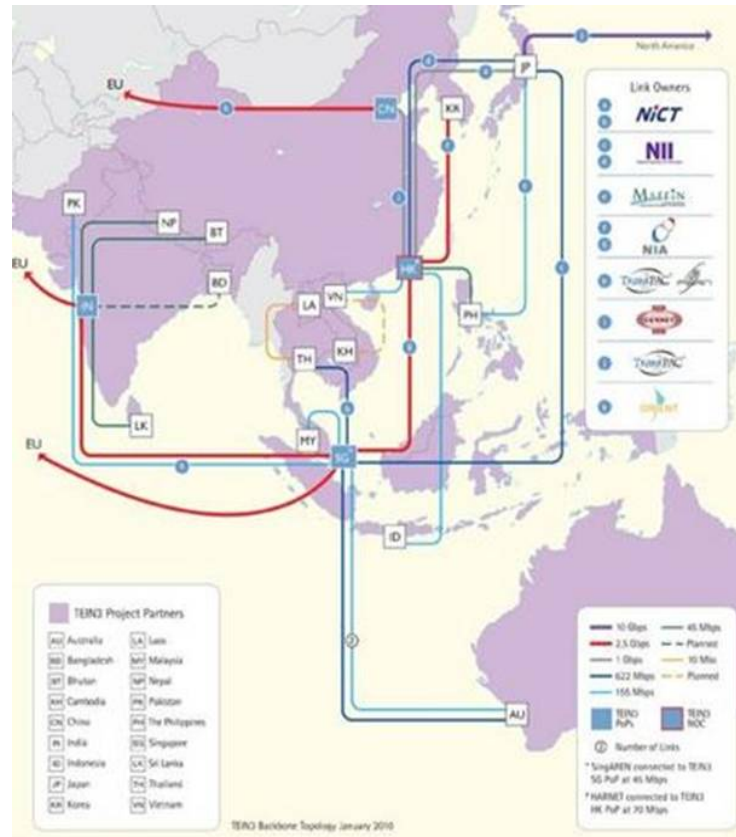 North America
JP
EU
CN
KR
Link Owners
NiCT
NII
PK
NP
BT
NIA
EU
BD
HK
IN
LA
VN
PH
TH
KH
LK
MY
EU
SG
ID
2
AU
TEIN3 Project Partners
AU Australia
BD Bangladesh
BT Bhutan
KH Cambodia
CN China
IN India
ID Indonesia
JP Japan
KR Korea
LA Laos
MY Malaysia
NP Nepal
PK Pakistan
PH The Philippines
SG Singapore
LK Sri Lanka
TH Thailand
VN Vietnam
10 Gbps
2.5 Gbps
1 Gbps
622 Mbps
155 Mbps
45 Mbps
Planned
10 Mbs
Planned
TEIN3 PoPs
TEIN3 NOC
2 Number of Links
* SingAREN connected to TEIN3
SG PoP at 45 Mbps
HARNET connected to TEIN3
HK PoP at 70 Mbps
TEIN3 Backbone Topology January 2010